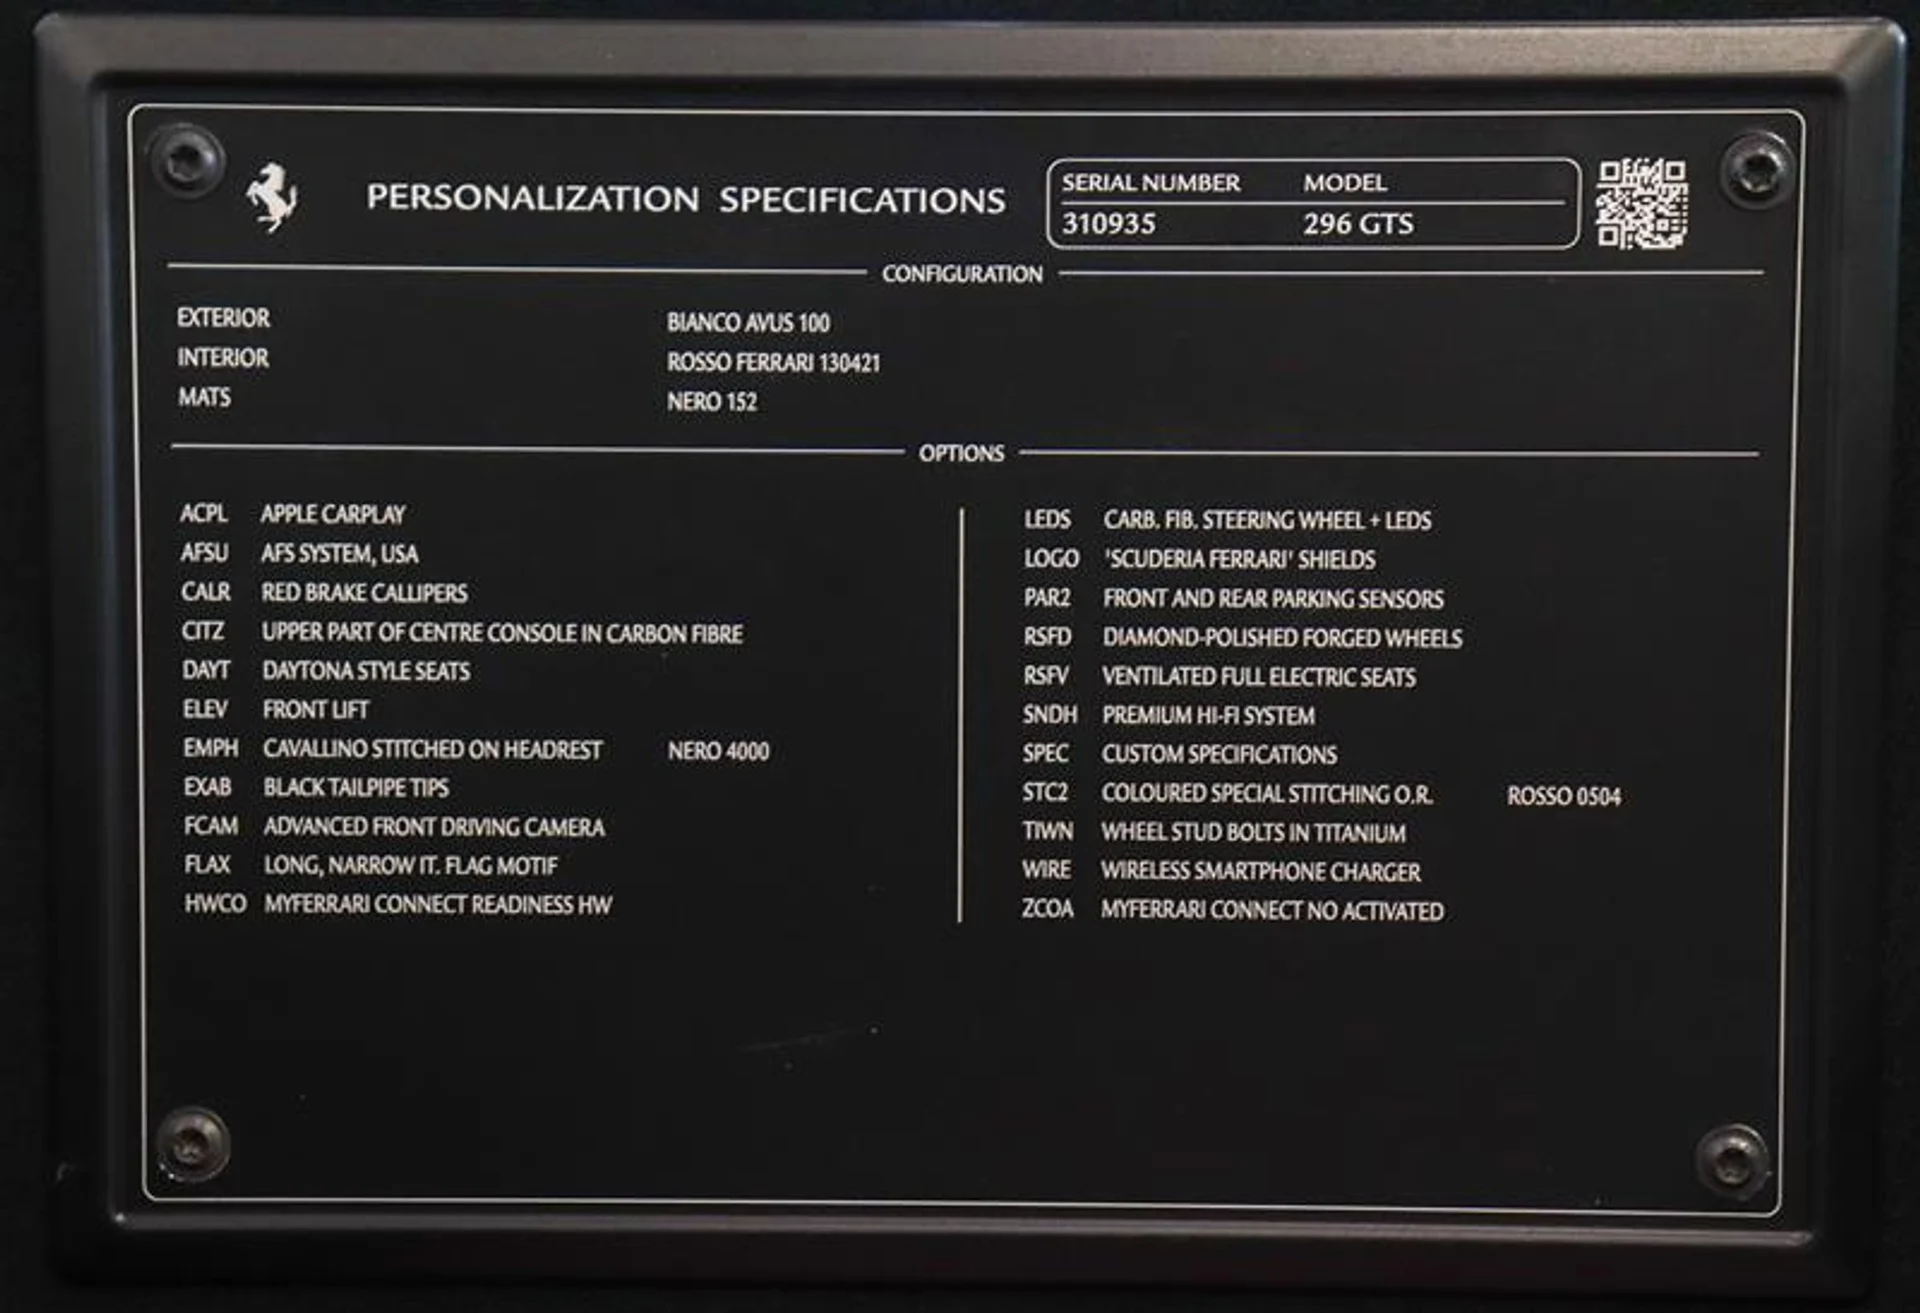 PERSONALIZATION SPECIFICATIONS
SERIAL NUMBER MODEL
310935 296 GTS
CONFIGURATION
EXTERIOR BIANCO AVUS 100
INTERIOR ROSSO FERRARI 130421
MATS NERO 152
OPTIONS
ACPL APPLE CARPLAY
AFSU AFS SYSTEM, USA
CALR RED BRAKE CALLIPERS
CITZ UPPER PART OF CENTRE CONSOLE IN CARBON FIBRE
DAYT DAYTONA STYLE SEATS
ELEV FRONT LIFT
EMPH CAVALLINO STITCHED ON HEADREST NERO 4000
EXAB BLACK TAILPIPE TIPS
FCAM ADVANCED FRONT DRIVING CAMERA
FLAX LONG, NARROW IT. FLAG MOTIF
HWCO MYFERRARI CONNECT READINESS HW
LEDS CARB. FIB. STEERING WHEEL + LEDS
LOGO 'SCUDERIA FERRARI' SHIELDS
PAR2 FRONT AND REAR PARKING SENSORS
RSFD DIAMOND-POLISHED FORGED WHEELS
RSFV VENTILATED FULL ELECTRIC SEATS
SNDH PREMIUM HI-FI SYSTEM
SPEC CUSTOM SPECIFICATIONS
STC2 COLOURED SPECIAL STITCHING O.R. ROSSO 0504
TIWN WHEEL STUD BOLTS IN TITANIUM
WIRE WIRELESS SMARTPHONE CHARGER
ZCOA MYFERRARI CONNECT NO ACTIVATED